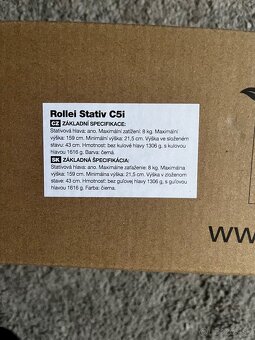 Rollei Stativ C5i
CZ ZÁKLADNÍ SPECIFIKACE:
Stativová hlava: ano. Maximální zatížení: 8 kg. Maximální
výška: 159 cm. Minimální výška: 21,5 cm. Výška ve složeném
stavu: 43 cm. Hmotnost: bez kulové hlavy 1306 g, s kulovou
hlavou 1616 g. Barva: černá.
SK ZÁKLADNÁ ŠPECIFIKÁCIA:
Stativová hlava: áno. Maximálne zaťaženie: 8 kg. Maximálna
výška: 159 cm. Minimálna výška: 21,5 cm. Výška v zloženom
stave: 43 cm. Hmotnosť: bez guľovej hlavy 1306 g, s guľovou
hlavou 1616 g. Farba: čierna.
www.